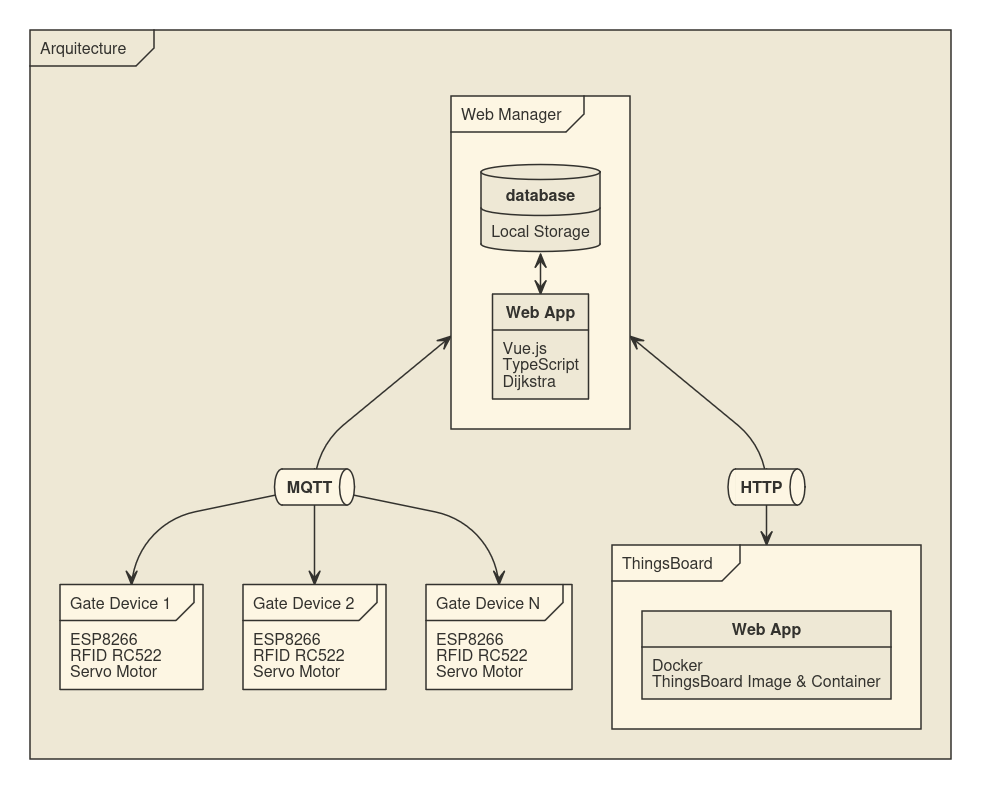 Arquitecture
Web Manager
database
Local Storage
Web App
Vue.js
TypeScript
Dijkstra
MQTT
HTTP
Gate Device 1
ESP8266
RFID RC522
Servo Motor
Gate Device 2
ESP8266
RFID RC522
Servo Motor
Gate Device N
ESP8266
RFID RC522
Servo Motor
ThingsBoard
Web App
Docker
ThingsBoard Image & Container